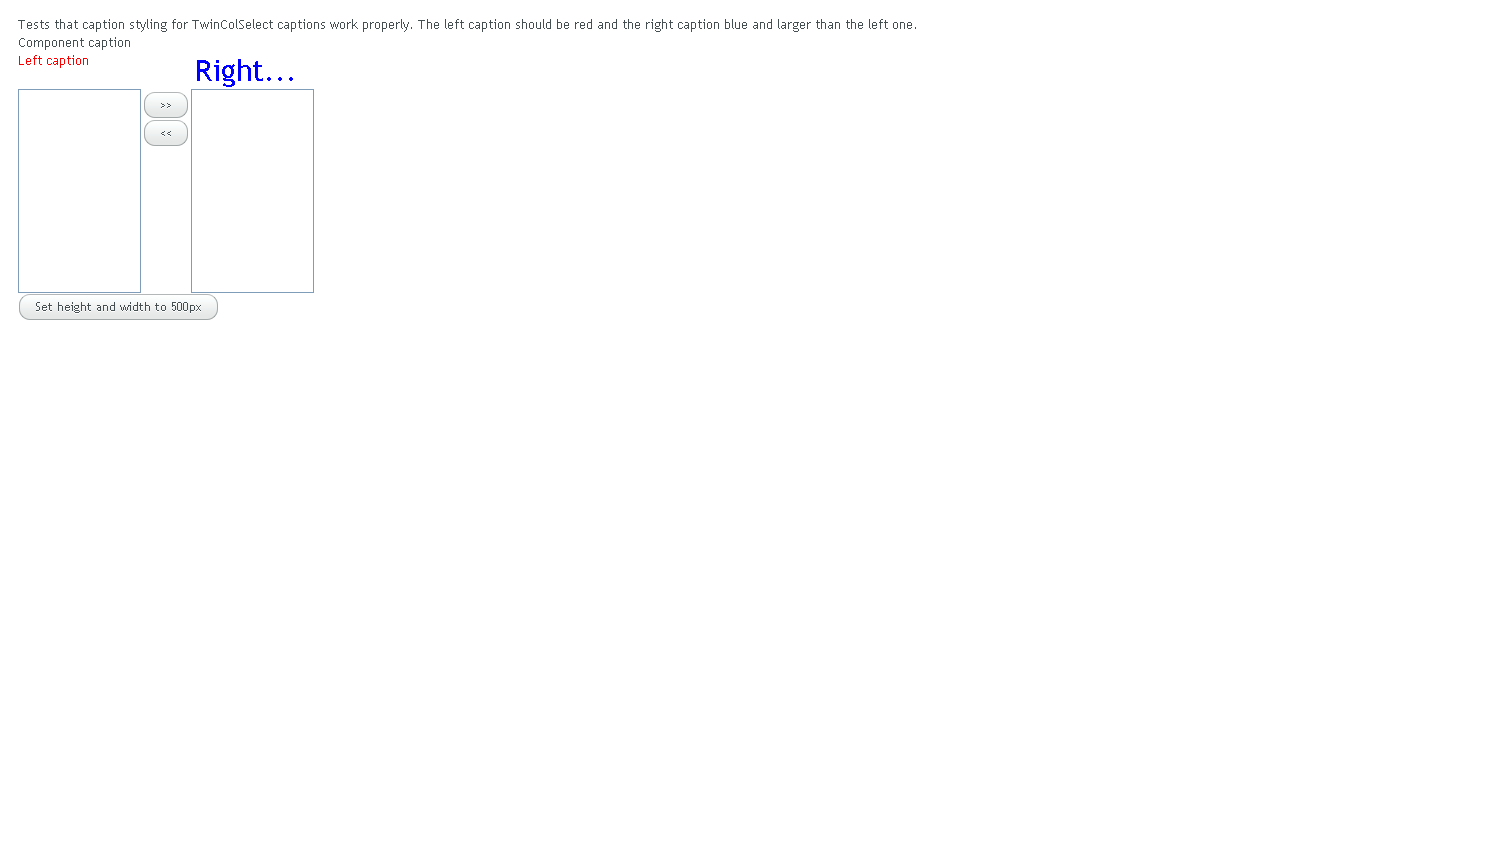 Tests that caption styling for TwinColSelect captions work properly. The left caption should be red and the right caption blue and larger than the left one.
Component caption
Left caption
Right...
>>
<<
Set height and width to 500px